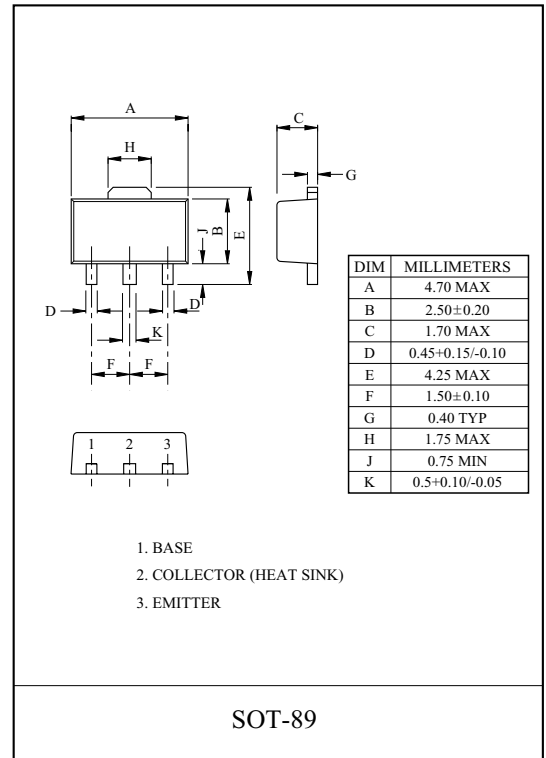 A
H
C
G
J
B
E
D
D
K
F F
DIM MILLIMETERS
A 4.70 MAX
B 2.50±0.20
C 1.70 MAX
D 0.45+0.15/-0.10
E 4.25 MAX
F 1.50±0.10
G 0.40 TYP
H 1.75 MAX
J 0.75 MIN
K 0.5+0.10/-0.05
1 2 3
1. BASE
2. COLLECTOR (HEAT SINK)
3. EMITTER
SOT-89